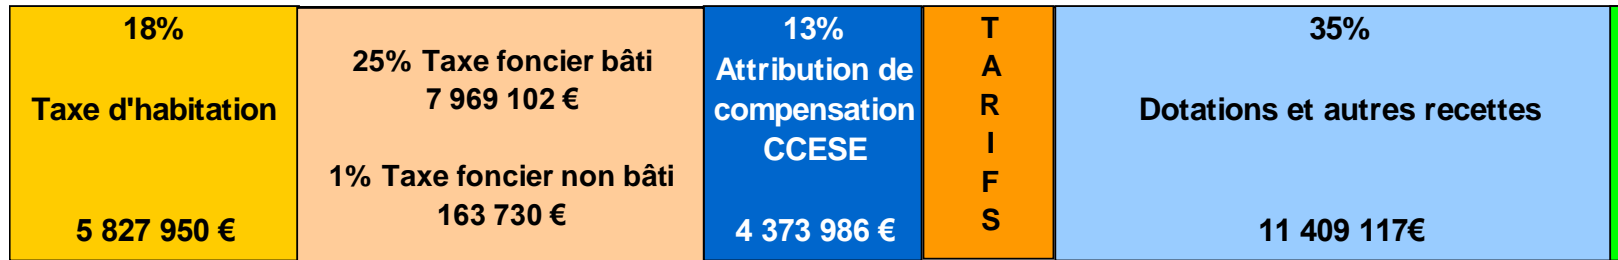 18%
Taxe d'habitation
5 827 950 €
25% Taxe foncier bâti
7 969 102 €
1% Taxe foncier non bâti
163 730 €
13%
Attribution de
compensation
CCESE
4 373 986 €
T
A
R
I
F
S
35%
Dotations et autres recettes
11 409 117€